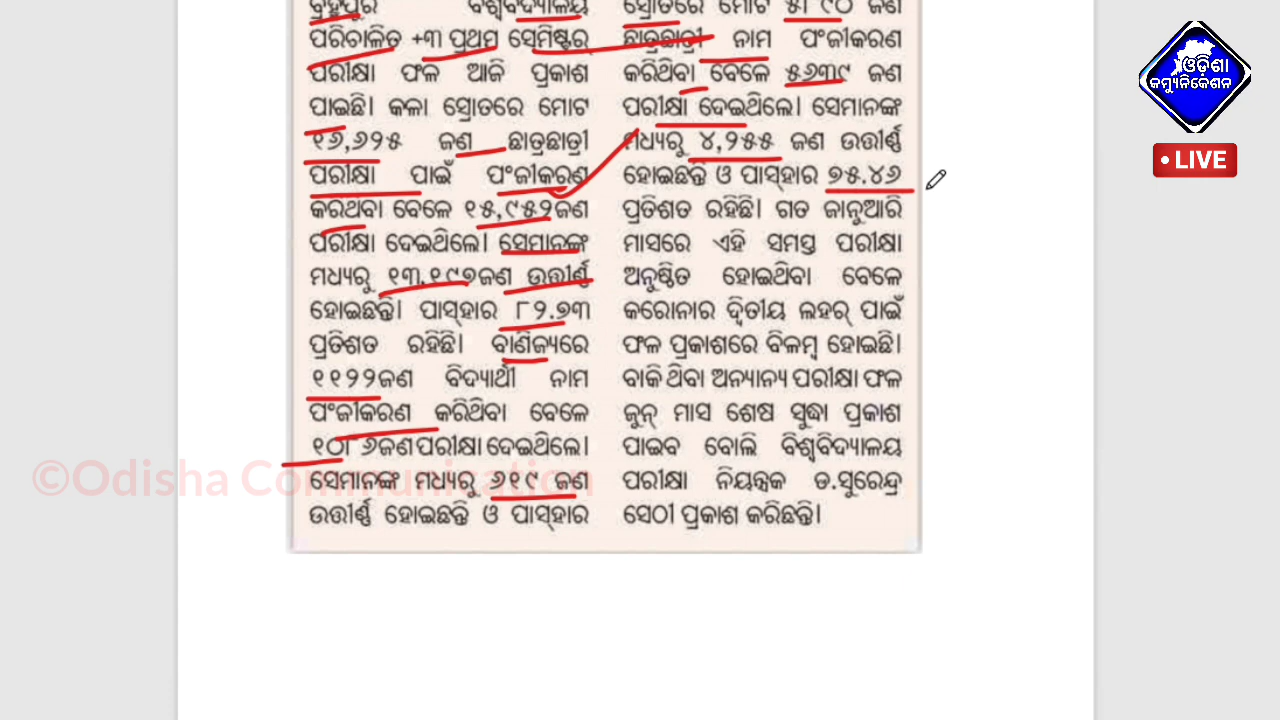 ବ୍ରହ୍ମପୁର ବିଶ୍ୱବିଦ୍ୟାଳୟ
ପରିଚାଳିତ +୩ ପ୍ରଥମ ସେମିଷ୍ଟର୍
ପରୀକ୍ଷା ଫଳ ଆଜି ପ୍ରକାଶ
ପାଇଛି। କଳା ସ୍ରୋତରେ ମୋଟ
୧୬,୬୨୫ ଜଣ ଛାତ୍ରଛାତ୍ରୀ
ପରୀକ୍ଷା ପାଇଁ ପଂଜୀକରଣ
କରିଥିବା ବେଳେ ୧୫,୯୫୨ଜଣ
ପରୀକ୍ଷା ଦେଇଥିଲେ। ସେମାନଙ୍କ
ମଧ୍ୟରୁ ୧୩,୧୯୭ଜଣ ଉତ୍ତୀର୍ଣ୍ଣ
ହୋଇଛନ୍ତି। ପାସ୍‌ହାର ୮୨.୭୩
ପ୍ରତିଶତ ରହିଛି। ବାଣିଜ୍ୟରେ
୧୧୨୨ଜଣ ବିଦ୍ୟାର୍ଥୀ ନାମ
ପଂଜୀକରଣ କରିଥିବା ବେଳେ
୧୦୮୬ଜଣ ପରୀକ୍ଷା ଦେଇଥିଲେ।
ସେମାନଙ୍କ ମଧ୍ୟରୁ ୬୧୯ ଜଣ
ଉତ୍ତୀର୍ଣ୍ଣ ହୋଇଛନ୍ତି ଓ ପାସ୍‌ହାର
ସ୍ରୋତରେ ମୋଟ ୫୮୯୦ ଜଣ
ଛାତ୍ରଛାତ୍ରୀ ନାମ ପଂଜୀକରଣ
କରିଥିବା ବେଳେ ୫୬୩୯ ଜଣ
ପରୀକ୍ଷା ଦେଇଥିଲେ। ସେମାନଙ୍କ
ମଧ୍ୟରୁ ୪,୨୫୫ ଜଣ ଉତ୍ତୀର୍ଣ୍ଣ
ହୋଇଛନ୍ତି ଓ ପାସ୍‌ହାର ୭୫.୪୬
ପ୍ରତିଶତ ରହିଛି। ଗତ ଜାନୁଆରି
ମାସରେ ଏହି ସମସ୍ତ ପରୀକ୍ଷା
ଅନୁଷ୍ଠିତ ହୋଇଥିବା ବେଳେ
କରୋନାର ଦ୍ୱିତୀୟ ଲହର୍ ପାଇଁ
ଫଳ ପ୍ରକାଶରେ ବିଳମ୍ବ ହୋଇଛି।
ବାକି ଥିବା ଅନ୍ୟାନ୍ୟ ପରୀକ୍ଷା ଫଳ
ଜୁନ୍ ମାସ ଶେଷ ସୁଦ୍ଧା ପ୍ରକାଶ
ପାଇବ ବୋଲି ବିଶ୍ୱବିଦ୍ୟାଳୟ
ପରୀକ୍ଷା ନିୟନ୍ତ୍ରକ ଡ.ସୁରେନ୍ଦ୍ର
ସେଠୀ ପ୍ରକାଶ କରିଛନ୍ତି।
ଓଡ଼ିଶା
କମ୍ୟୁନିକେଶନ
• LIVE
©Odisha Communication